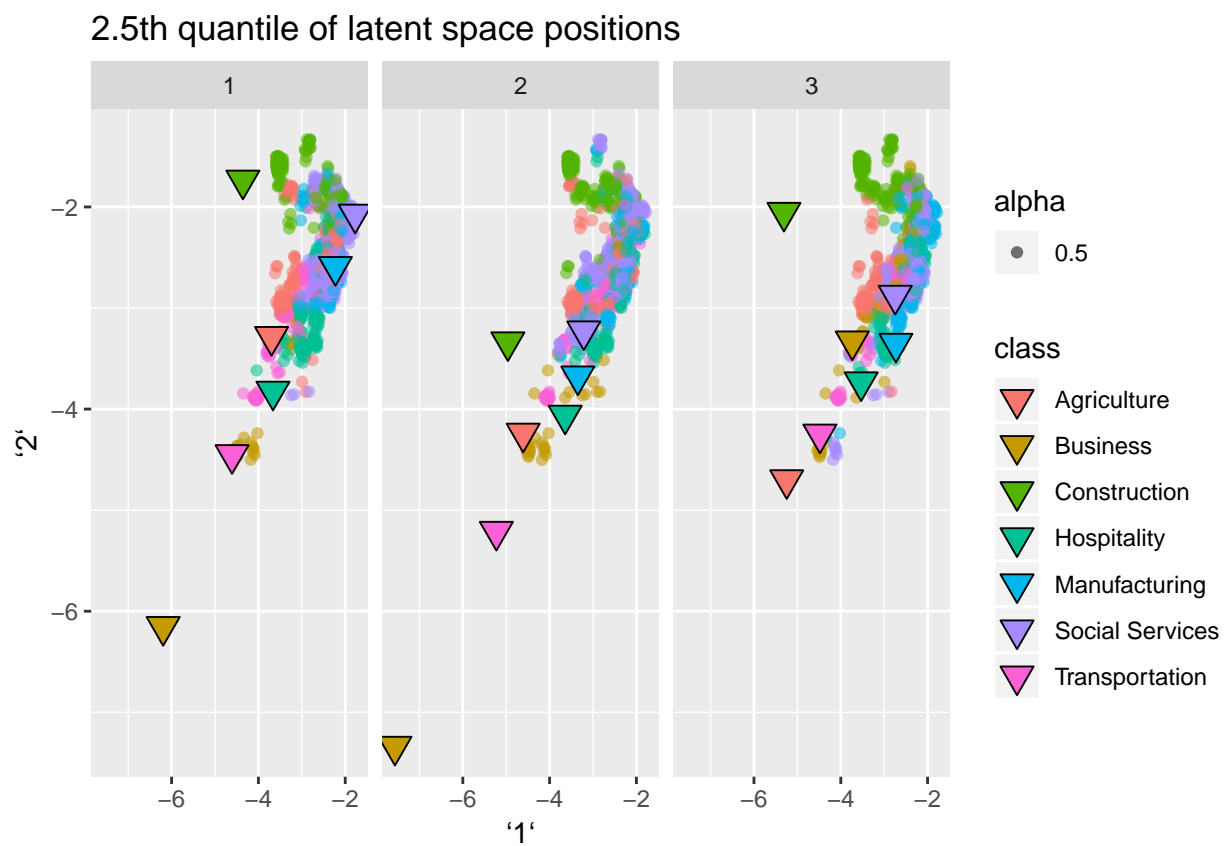 2.5th quantile of latent space positions
1 2 3
−2
−4
−6
‘2‘
−6 −4 −2 −6 −4 −2 −6 −4 −2
‘1‘
alpha
0.5
class
Agriculture
Business
Construction
Hospitality
Manufacturing
Social Services
Transportation